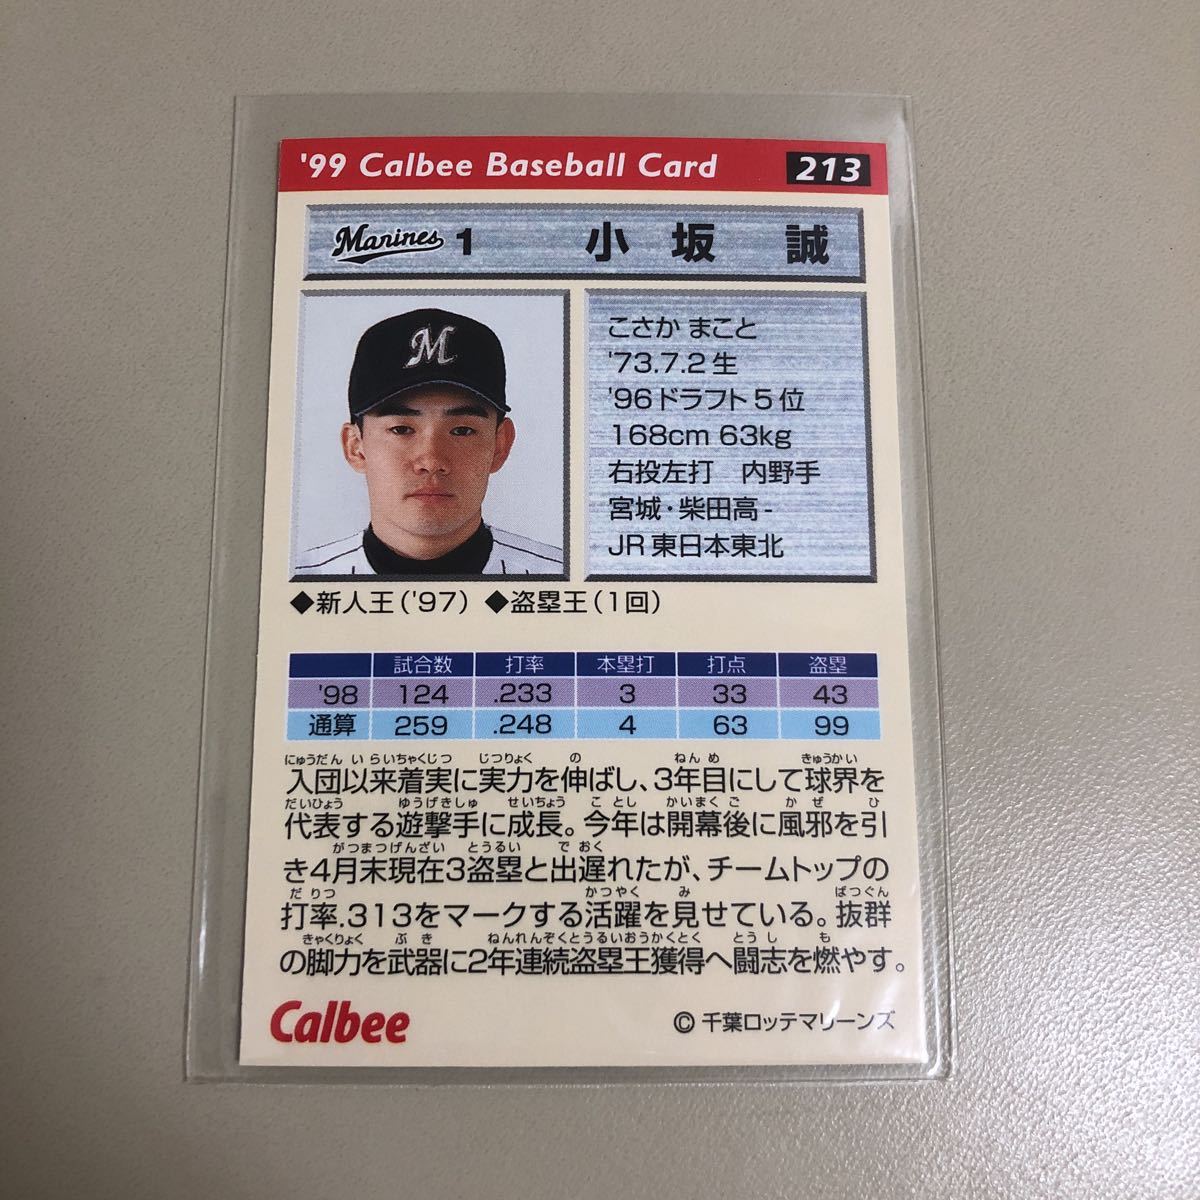 '99 Calbee Baseball Card 213
Marines 1 小坂 誠
M
こさか まこと
'73.7.2生
'96ドラフト5位
168cm 63kg
右投左打 内野手
宮城・柴田高-
JR東日本東北
◆新人王('97) ◆盗塁王(1回)
試合数 打率 本塁打 打点 盗塁
'98 124 .233 3 33 43
通算 259 .248 4 63 99
にゅうだん い らいちゃくじつ じつりょく の ねん め きゅうかい
入団以来着実に実力を伸ばし、3年目にして球界を
だいひょう ゆうげきしゅ せいちょう ことし かいまくご かぜ ひ
代表する遊撃手に成長。今年は開幕後に風邪を引
がつまつげんざい とうるい で おく
き4月末現在3盗塁と出遅れたが、チームトップの
だ りつ かつやく み ばつぐん
打率.313をマークする活躍を見せている。抜群
きゃくりょく ぶ き ねんれんぞくとうるいおうかくとく とう し も
の脚力を武器に2年連続盗塁王獲得へ闘志を燃やす。
Calbee © 千葉ロッテマリーンズ